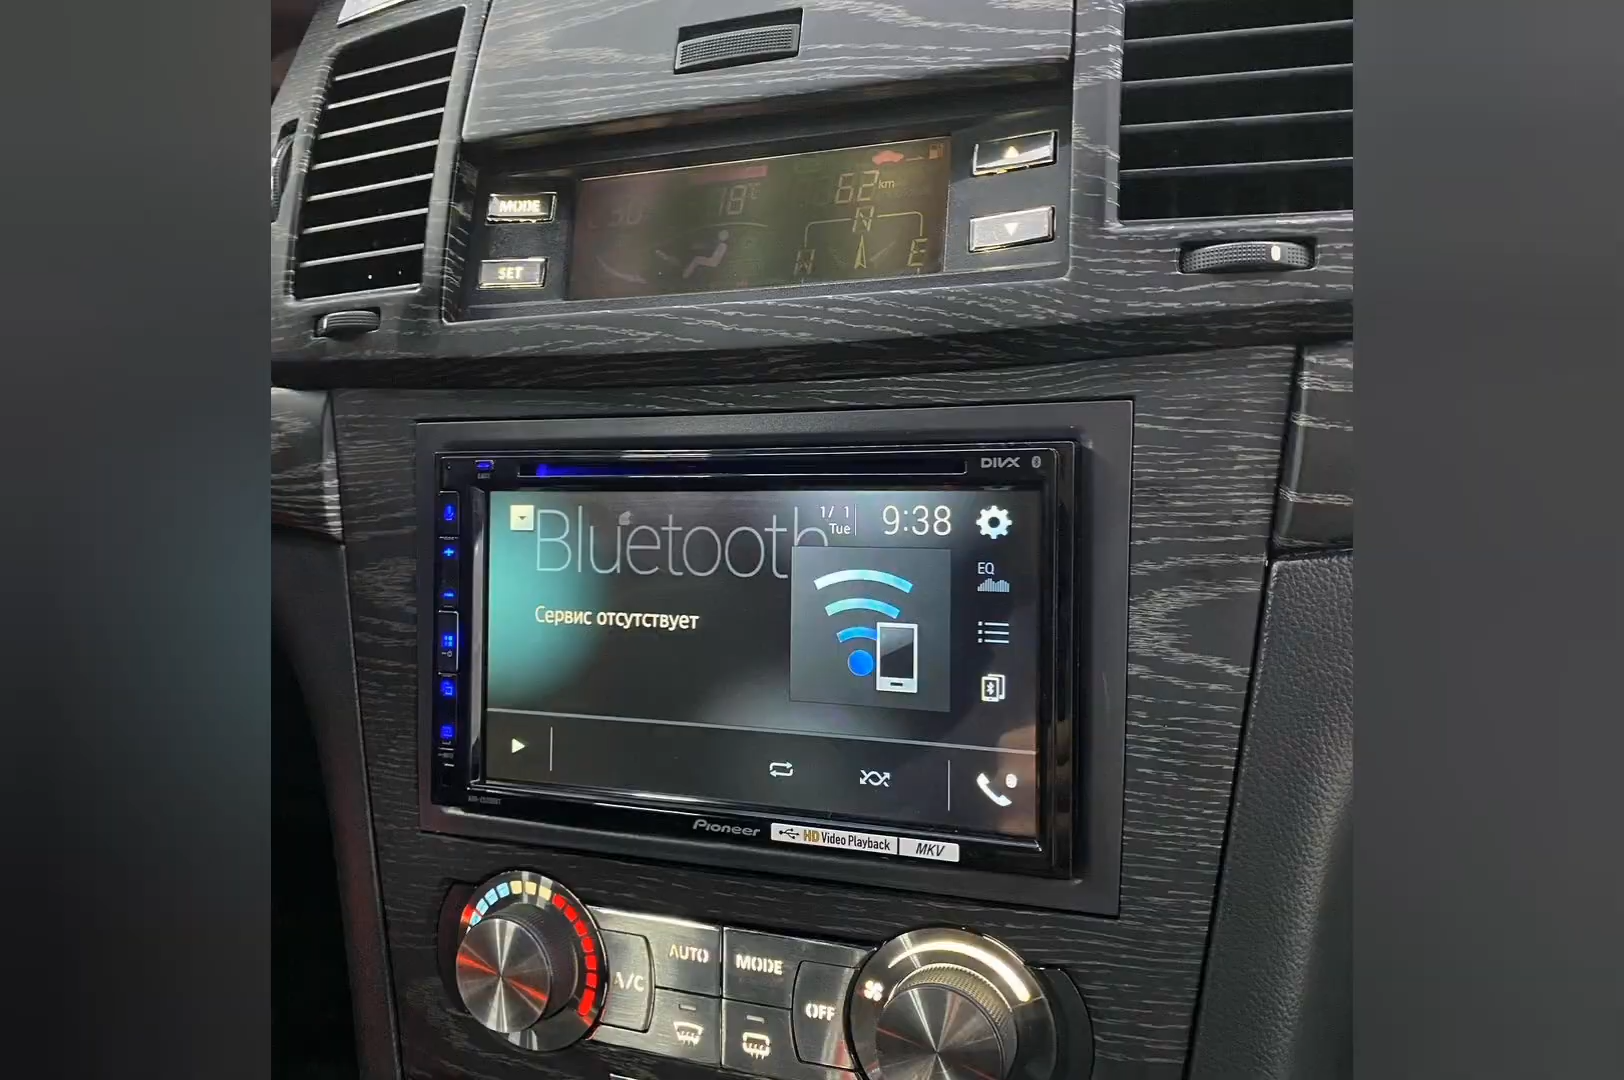 MODE
SET
18°C
62 km
N
W E
DIVX
Bluetooth
1/ 1
Tue
9:38
EQ
Сервис отсутствует
Pioneer
HD Video Playback
MKV
A/C
AUTO
MODE
OFF